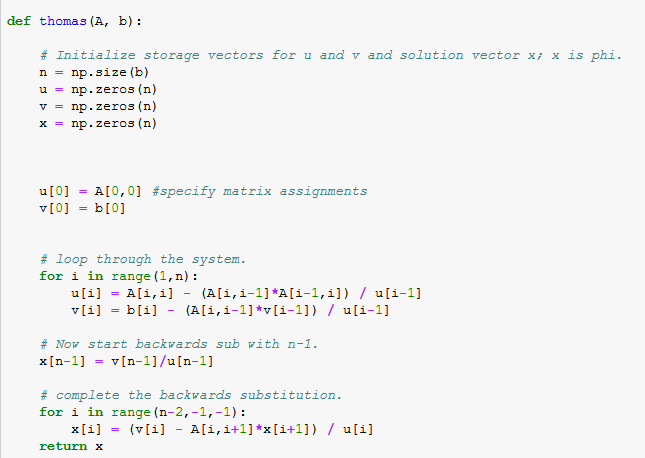 def thomas(A, b):
# Initialize storage vectors for u and v and solution vector x; x is phi.
n = np.size(b)
u = np.zeros(n)
v = np.zeros(n)
x = np.zeros(n)
u[0] = A[0,0] #specify matrix assignments
v[0] = b[0]
# loop through the system.
for i in range(1,n):
u[i] = A[i,i] - (A[i,i-1]*A[i-1,i]) / u[i-1]
v[i] = b[i] - (A[i,i-1]*v[i-1]) / u[i-1]
# Now start backwards sub with n-1.
x[n-1] = v[n-1]/u[n-1]
# complete the backwards substitution.
for i in range(n-2,-1,-1):
x[i] = (v[i] - A[i,i+1]*x[i+1]) / u[i]
return x